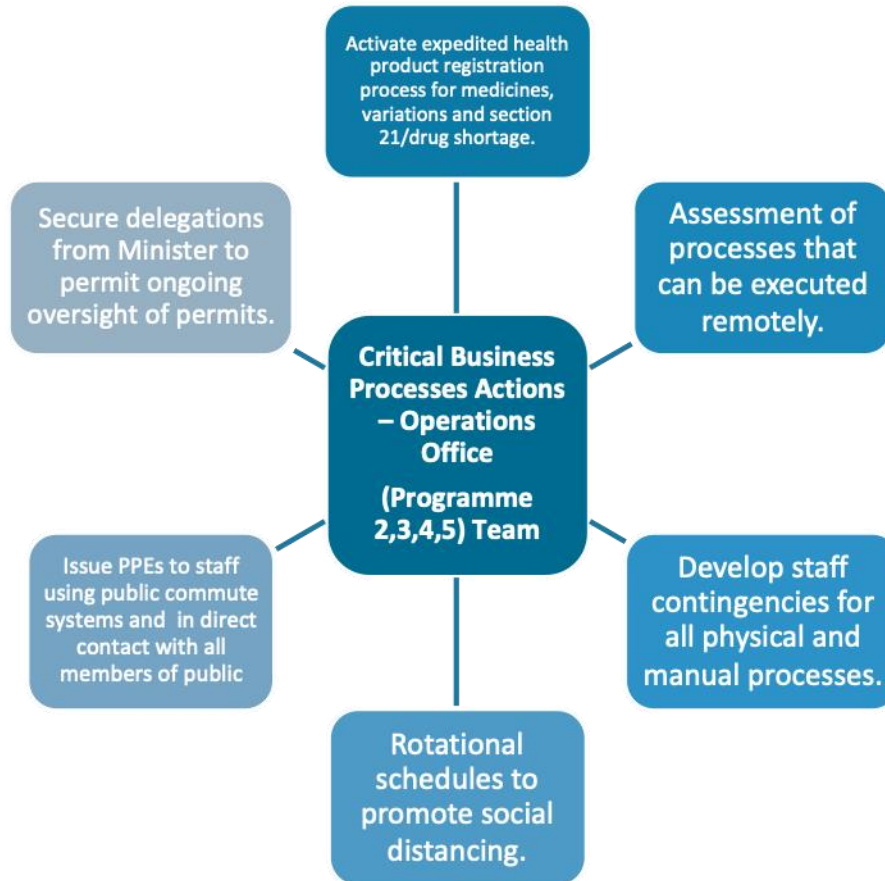 Activate expedited health
product registration
process for medicines,
variations and section
21/drug shortage.
Secure delegations
from Minister to
permit ongoing
oversight of permits.
Assessment of
processes that
can be executed
remotely.
Critical Business
Processes Actions
– Operations
Office
(Programme
2,3,4,5) Team
Issue PPEs to staff
using public commute
systems and  in direct
contact with all
members of public
Develop staff
contingencies for
all physical and
manual processes.
Rotational
schedules to
promote social
distancing.